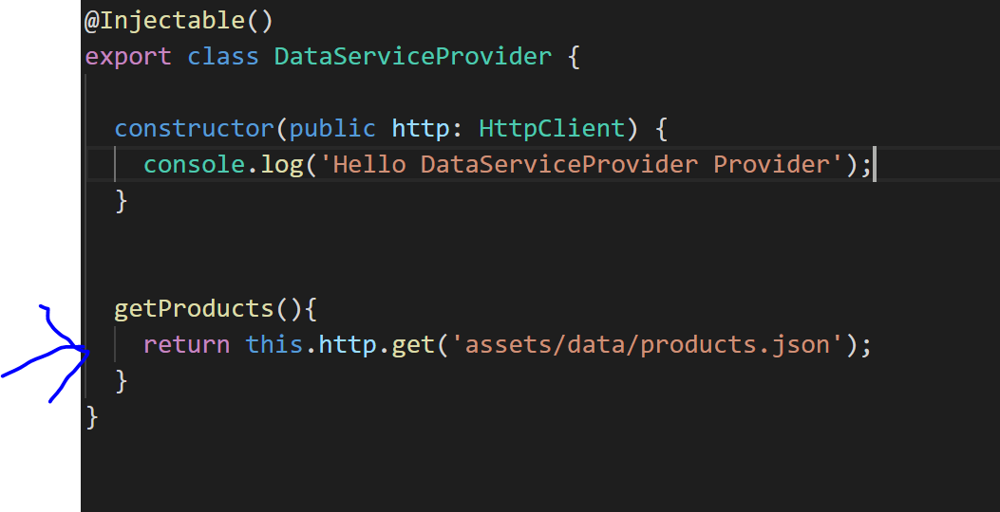 @Injectable()
export class DataServiceProvider {
constructor(public http: HttpClient) {
console.log('Hello DataServiceProvider Provider');
}
getProducts(){
return this.http.get('assets/data/products.json');
}
}